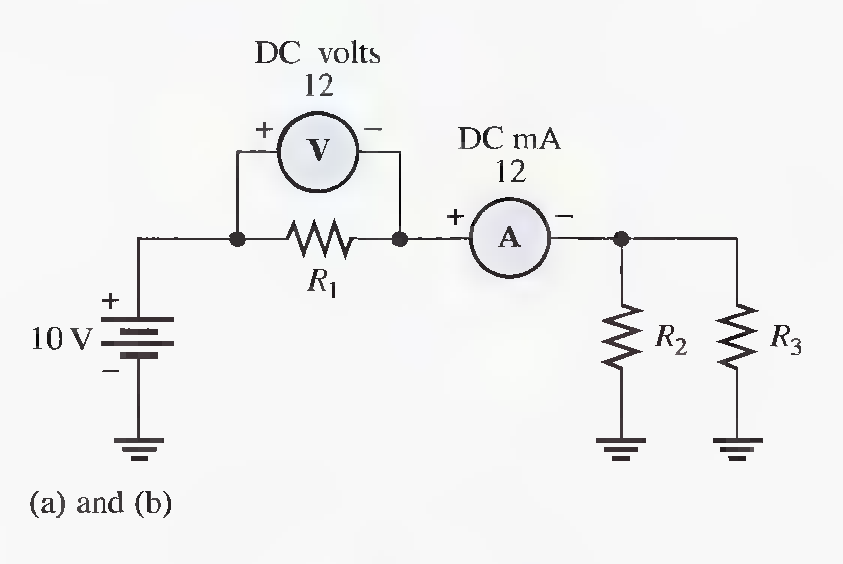 DC volts
12
+ V −
DC mA
12
+ A −
R1
+
10 V
−
R2
R3
(a) and (b)